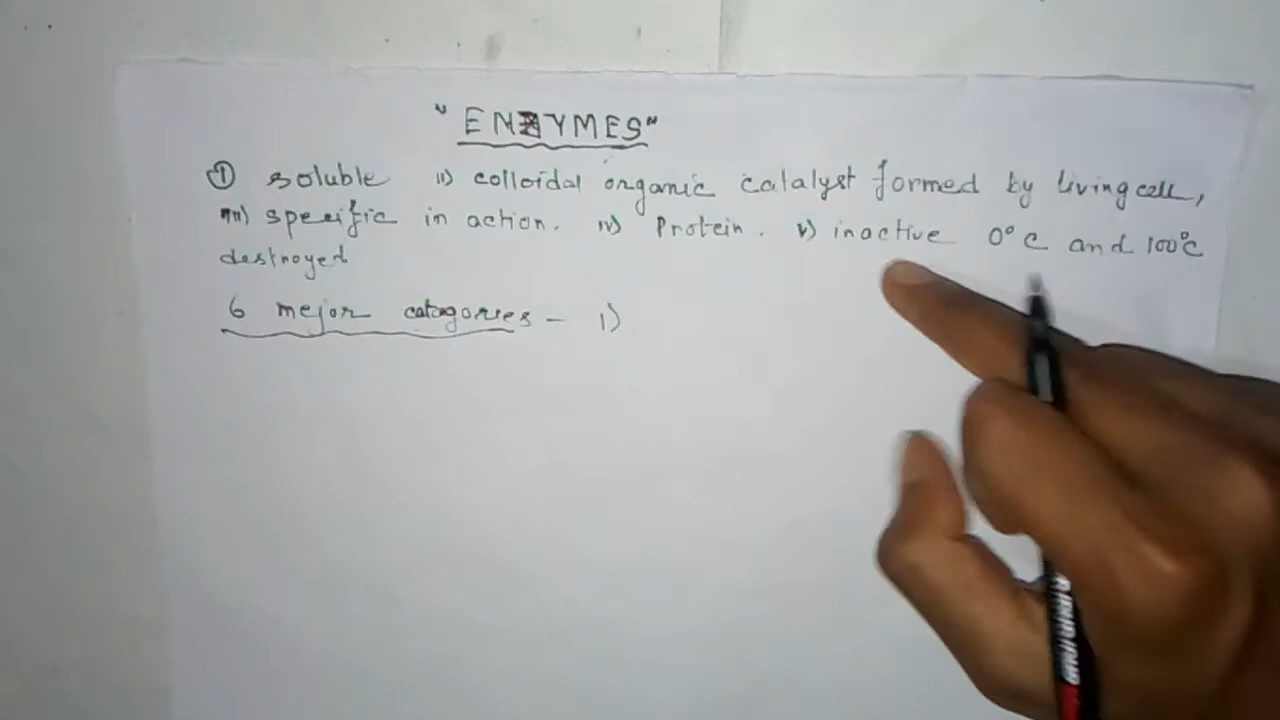 "ENZYMES"
① soluble ii) colloidal organic catalyst formed by living cell,
iii) specific in action. iv) Protein. v) inactive 0°C and 100°C
destroyed
6 mejor categories - 1)